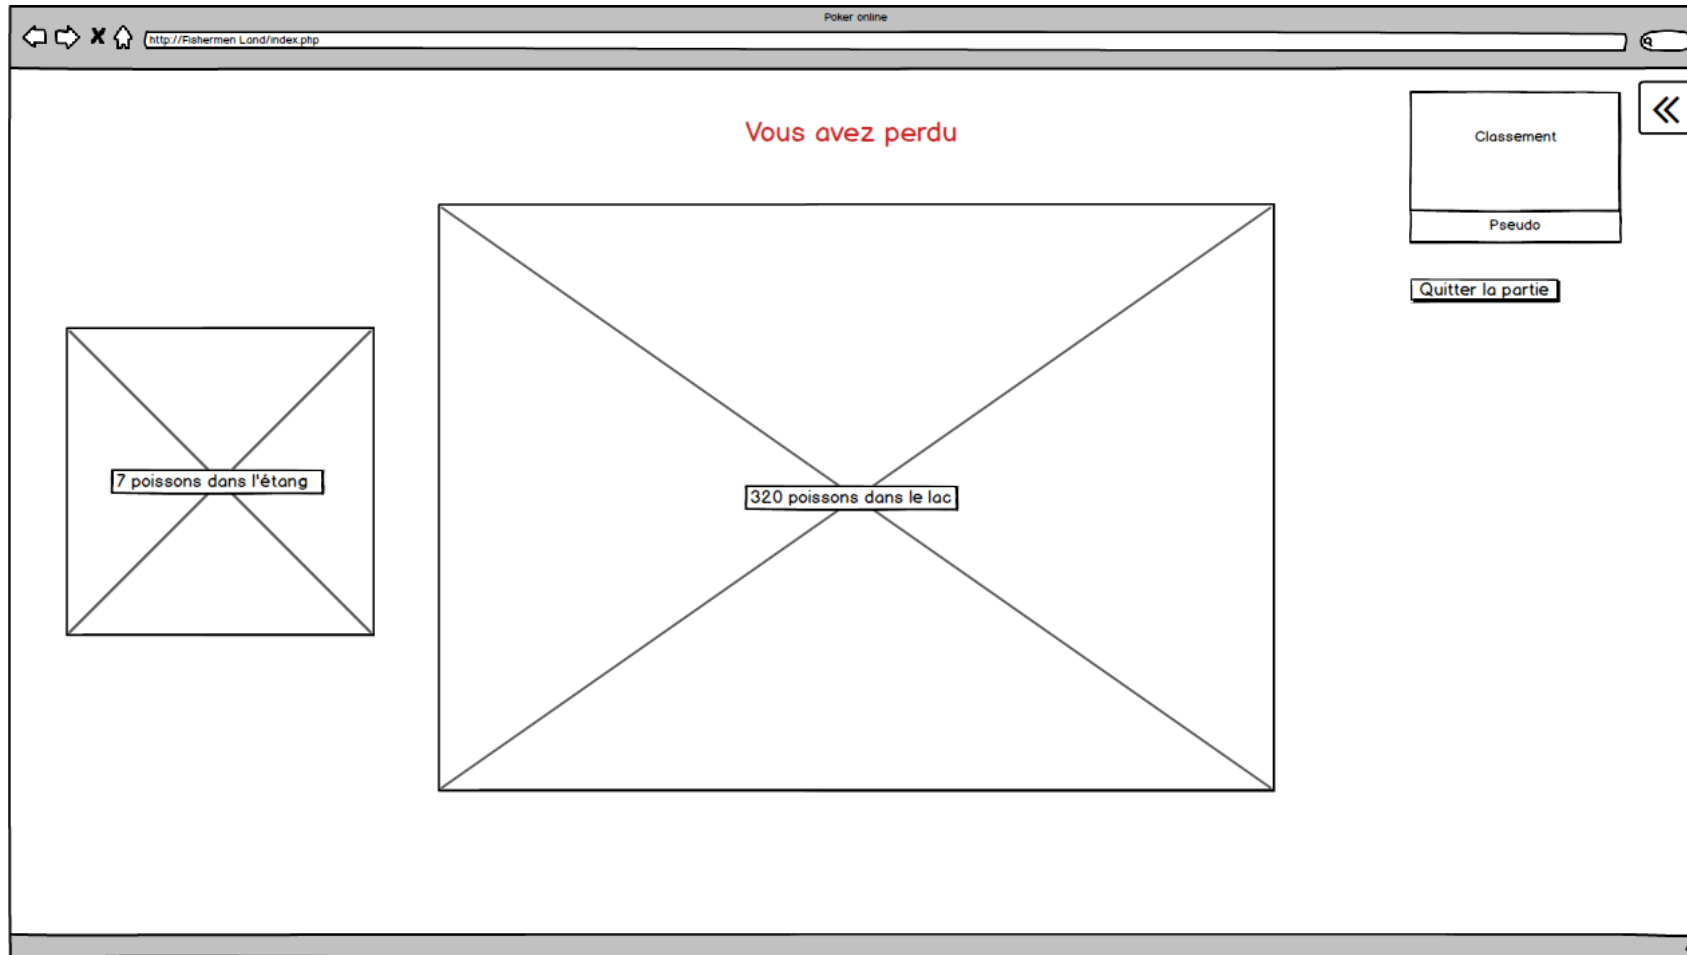 Poker online
http://Fishermen Land/index.php
Vous avez perdu
Classement
Pseudo
Quitter la partie
7 poissons dans l'étang
320 poissons dans le lac